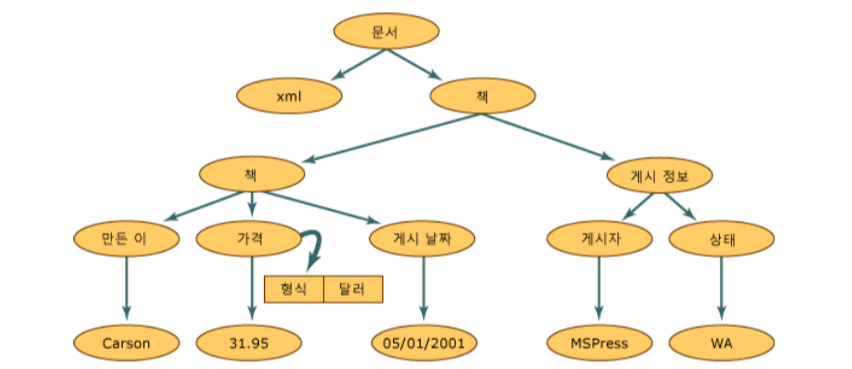 문서
xml
책
책
게시 정보
만든 이
가격
게시 날짜
게시자
상태
형식 달러
Carson
31.95
05/01/2001
MSPress
WA